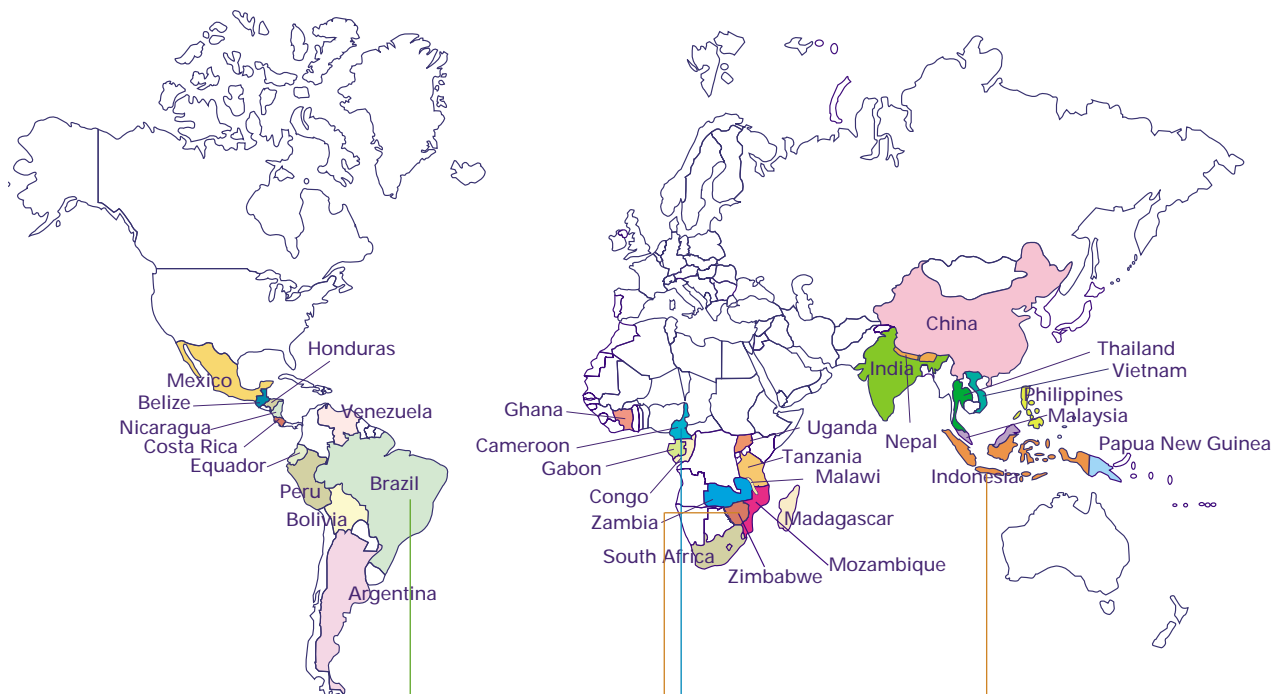 Honduras
Mexico
Belize
Venezuela
Nicaragua
Costa Rica
Equador
Peru
Brazil
Bolivia
Argentina
Ghana
Cameroon
Gabon
Congo
Zambia
South Africa
Uganda
Tanzania
Malawi
Madagascar
Mozambique
Zimbabwe
China
India
Nepal
Thailand
Vietnam
Philippines
Malaysia
Papua New Guinea
Indonesia